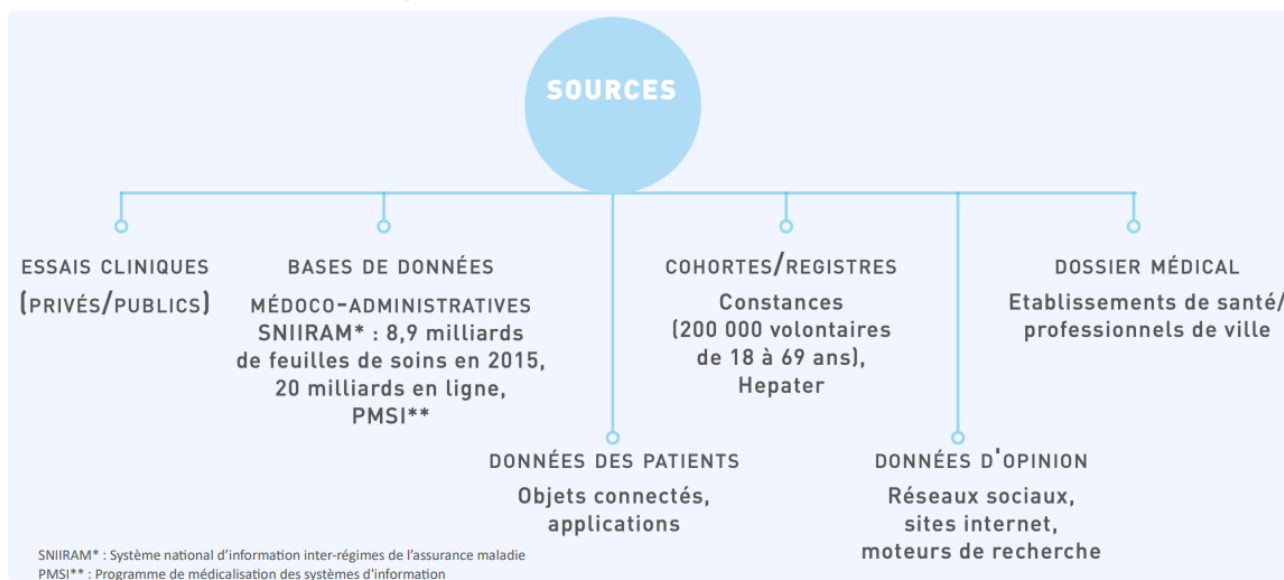 SOURCES
ESSAIS CLINIQUES
(PRIVÉS/PUBLICS)
BASES DE DONNÉES
MÉDOCO-ADMINISTRATIVES
SNIIRAM* : 8,9 milliards
de feuilles de soins en 2015,
20 milliards en ligne,
PMSI**
COHORTES/REGISTRES
Constances
(200 000 volontaires
de 18 à 69 ans),
Hepater
DOSSIER MÉDICAL
Etablissements de santé/
professionnels de ville
DONNÉES DES PATIENTS
Objets connectés,
applications
DONNÉES D'OPINION
Réseaux sociaux,
sites internet,
moteurs de recherche
SNIIRAM* : Système national d'information inter-régimes de l'assurance maladie
PMSI** : Programme de médicalisation des systèmes d'information